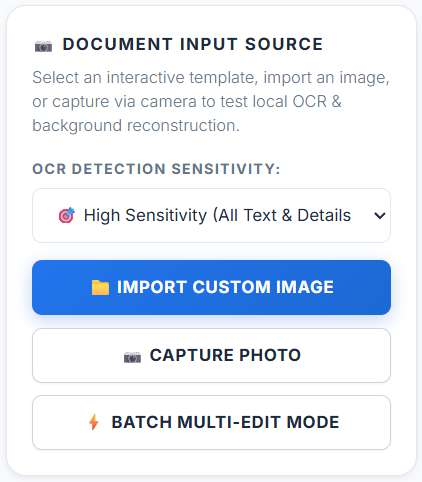 DOCUMENT INPUT SOURCE
Select an interactive template, import an image,
or capture via camera to test local OCR &
background reconstruction.
OCR DETECTION SENSITIVITY:
High Sensitivity (All Text & Details
IMPORT CUSTOM IMAGE
CAPTURE PHOTO
BATCH MULTI-EDIT MODE